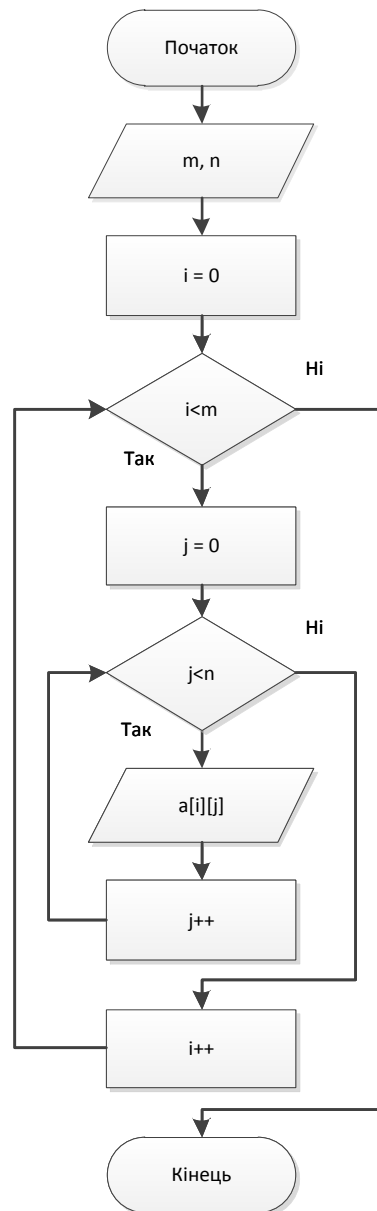 Початок
m, n
i = 0
Ні
i<m
Так
j = 0
Ні
j<n
Так
a[i][j]
j++
i++
Кінець